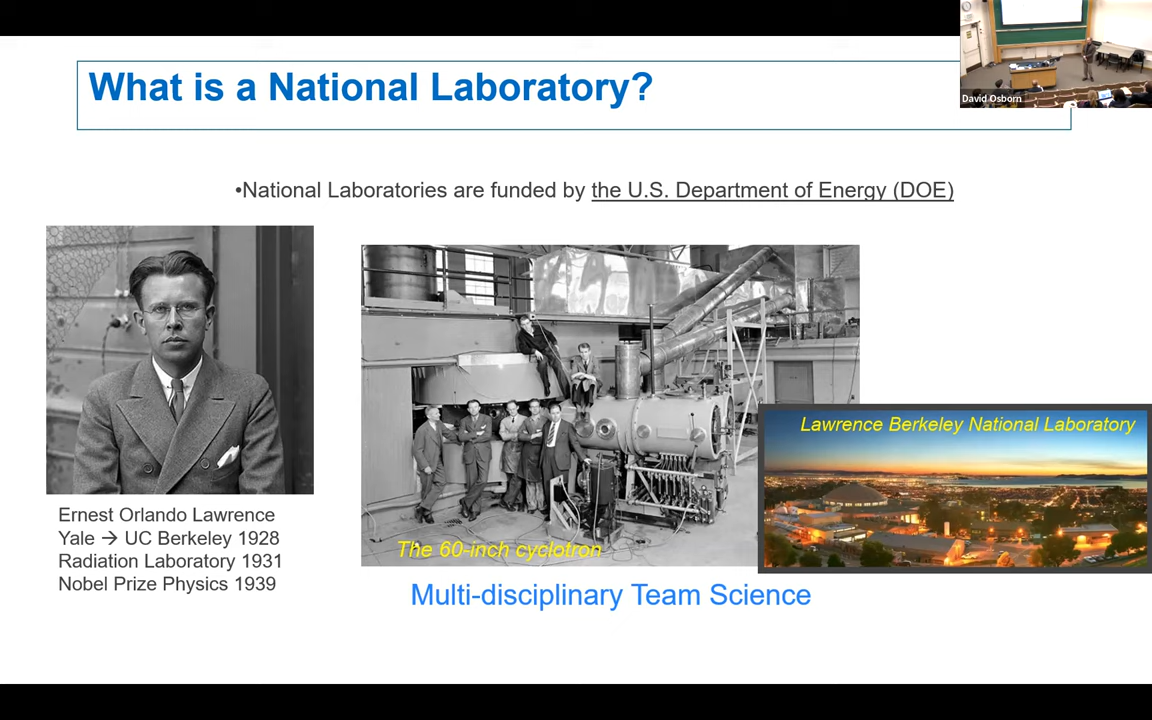 What is a National Laboratory?
David Osborn
•National Laboratories are funded by the U.S. Department of Energy (DOE)
Lawrence Berkeley National Laboratory
Ernest Orlando Lawrence
Yale → UC Berkeley 1928
Radiation Laboratory 1931
Nobel Prize Physics 1939
The 60-inch cyclotron
Multi-disciplinary Team Science